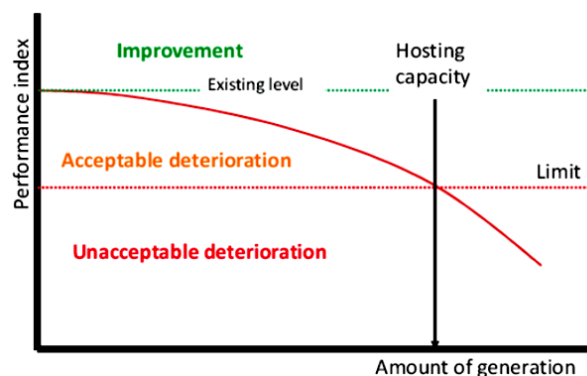 Improvement
Hosting
capacity
Existing level
Performance index
Acceptable deterioration
Limit
Unacceptable deterioration
Amount of generation